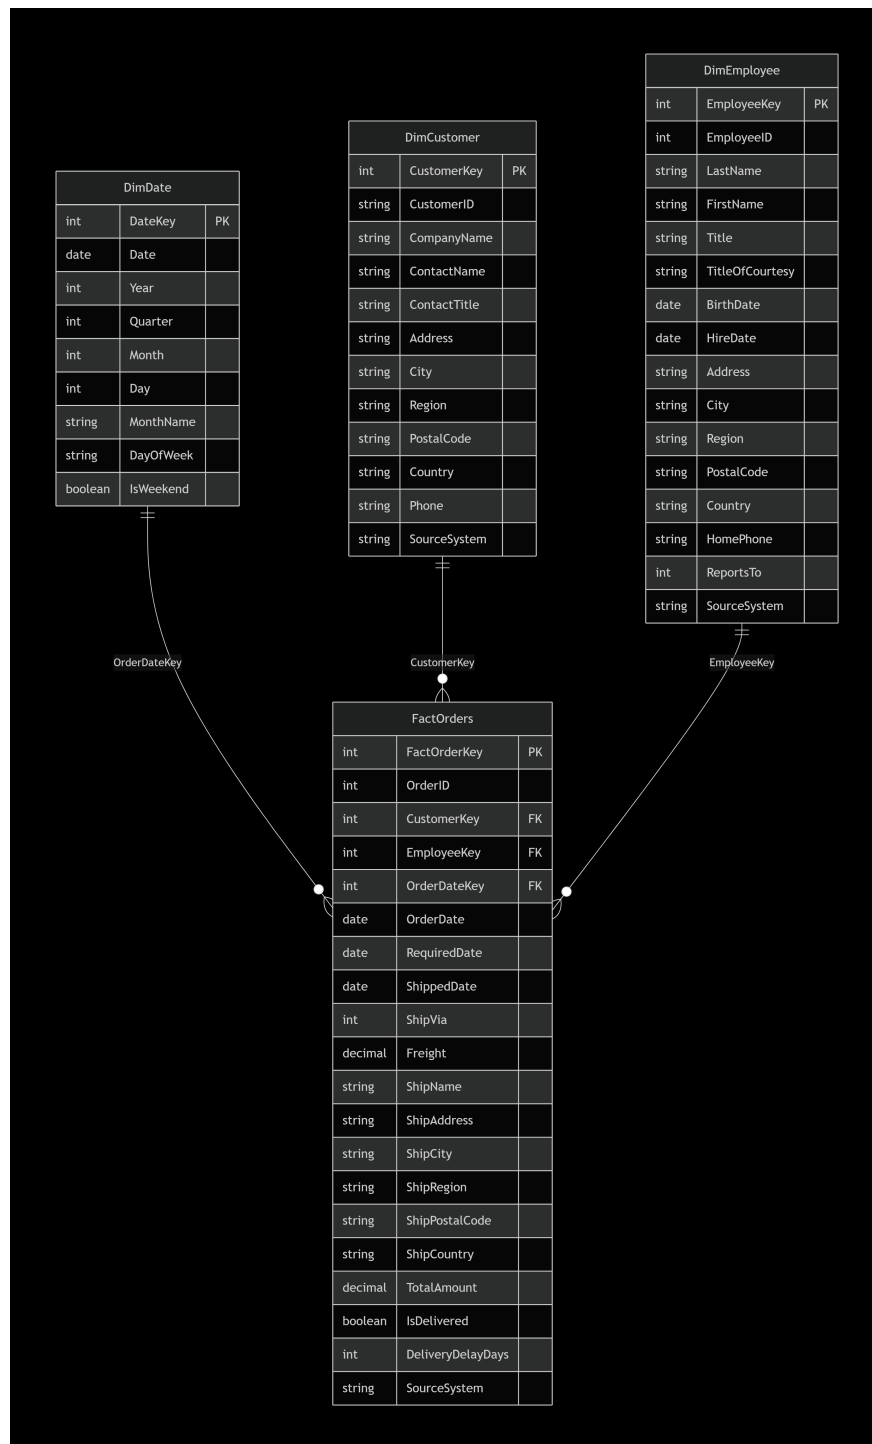 DimDate
int DateKey PK
date Date
int Year
int Quarter
int Month
int Day
string MonthName
string DayOfWeek
boolean IsWeekend
DimCustomer
int CustomerKey PK
string CustomerID
string CompanyName
string ContactName
string ContactTitle
string Address
string City
string Region
string PostalCode
string Country
string Phone
string SourceSystem
DimEmployee
int EmployeeKey PK
int EmployeeID
string LastName
string FirstName
string Title
string TitleOfCourtesy
date BirthDate
date HireDate
string Address
string City
string Region
string PostalCode
string Country
string HomePhone
int ReportsTo
string SourceSystem
OrderDateKey
CustomerKey
EmployeeKey
FactOrders
int FactOrderKey PK
int OrderID
int CustomerKey FK
int EmployeeKey FK
int OrderDateKey FK
date OrderDate
date RequiredDate
date ShippedDate
int ShipVia
decimal Freight
string ShipName
string ShipAddress
string ShipCity
string ShipRegion
string ShipPostalCode
string ShipCountry
decimal TotalAmount
boolean IsDelivered
int DeliveryDelayDays
string SourceSystem